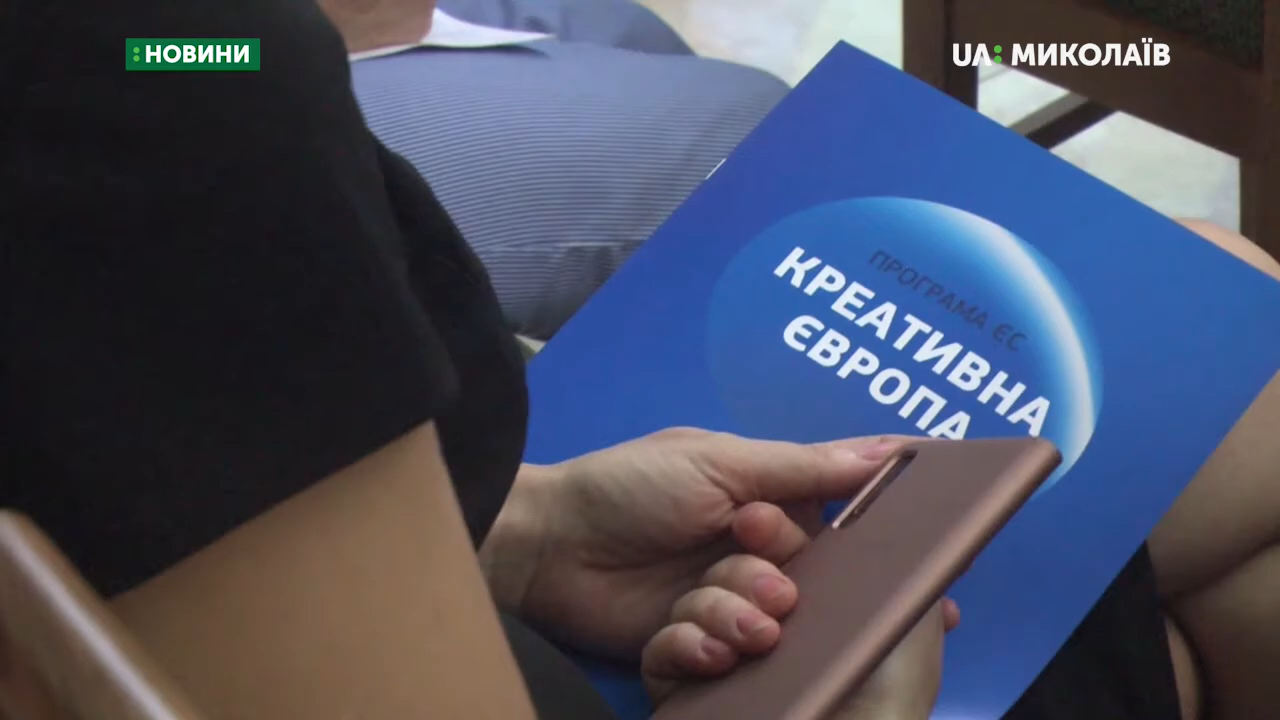 :НОВИНИ
UA: МИКОЛАЇВ
ПРОГРАМА ЄС
КРЕАТИВНА
ЄВРОПА